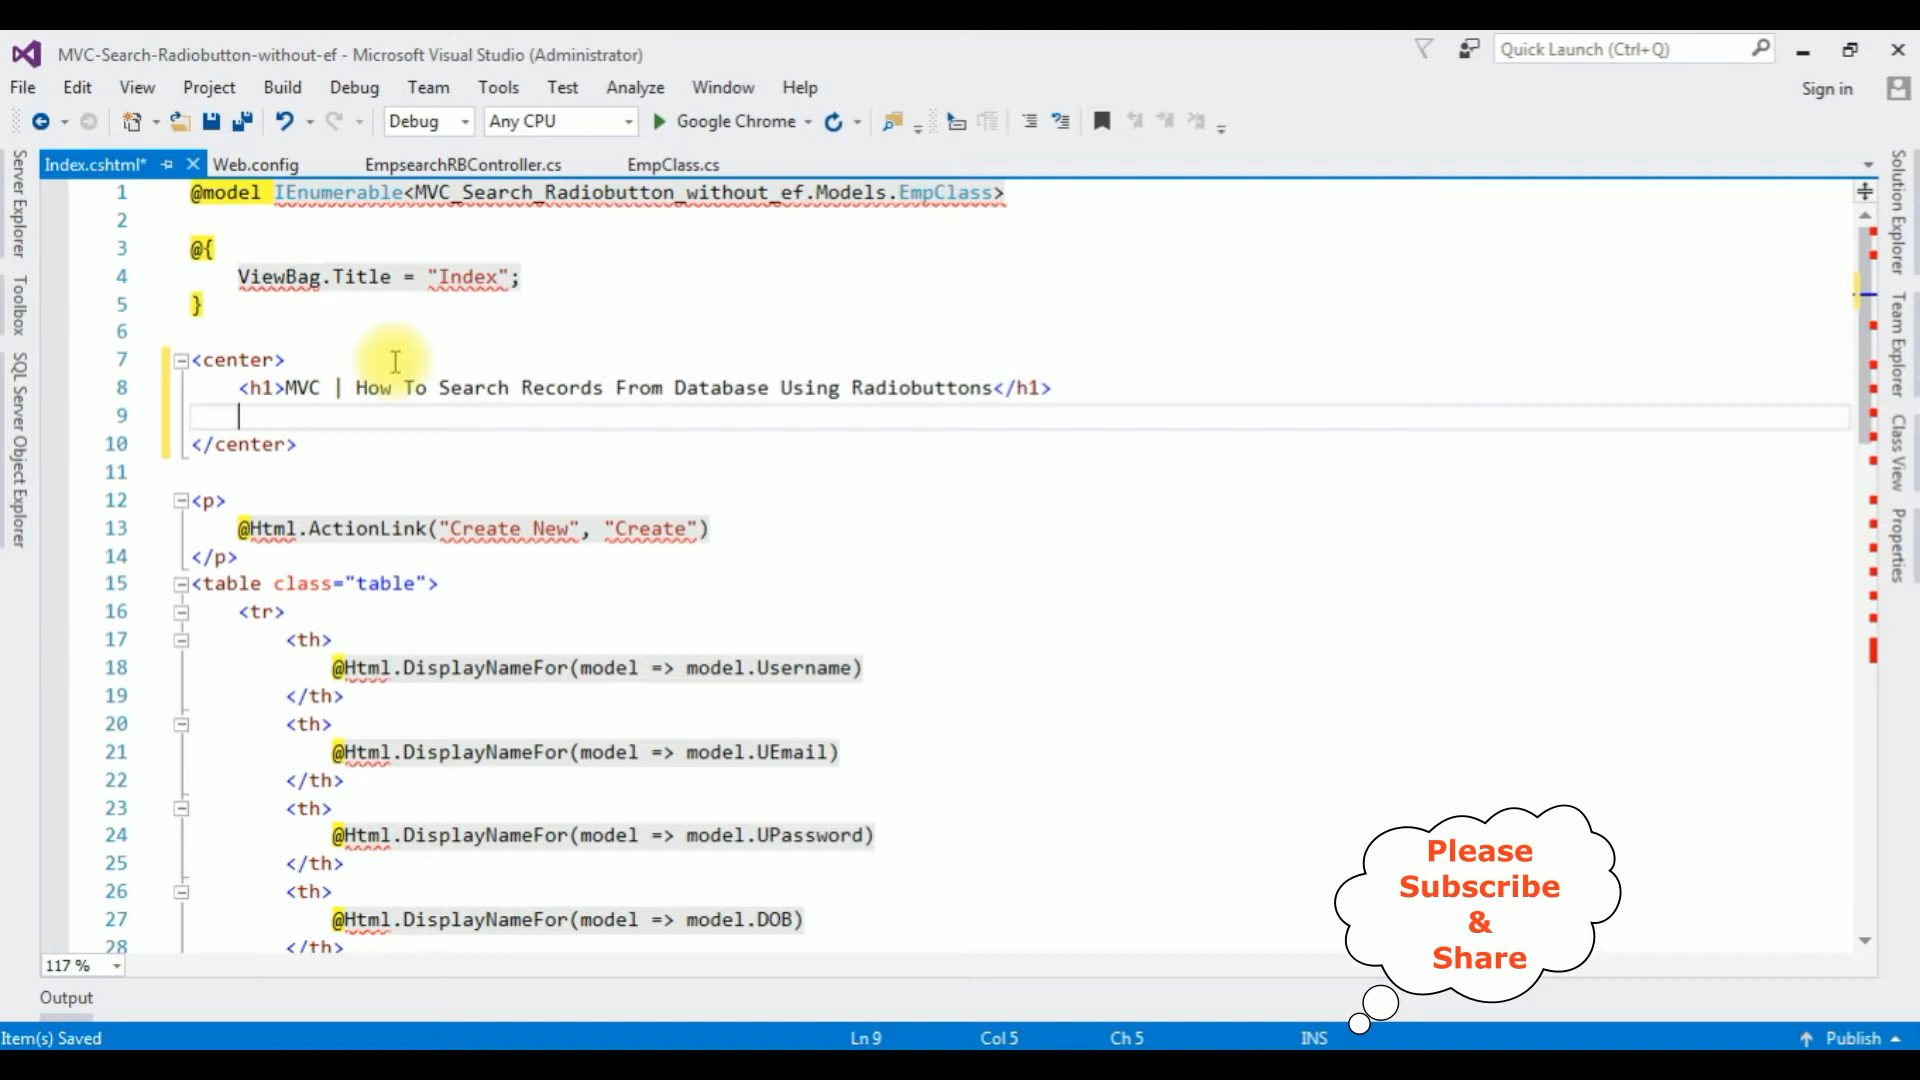 MVC-Search-Radiobutton-without-ef - Microsoft Visual Studio (Administrator)
Quick Launch (Ctrl+Q)
File Edit View Project Build Debug Team Tools Test Analyze Window Help
Sign in
Debug Any CPU Google Chrome
Index.cshtml* Web.config EmpsearchRBController.cs EmpClass.cs
Server Explorer
Toolbox
SQL Server Object Explorer
1 @model IEnumerable<MVC_Search_Radiobutton_without_ef.Models.EmpClass>
2
3 @{
4 ViewBag.Title = "Index";
5 }
6
7 <center>
8 <h1>MVC | How To Search Records From Database Using Radiobuttons</h1>
9
10 </center>
11
12 <p>
13 @Html.ActionLink("Create New", "Create")
14 </p>
15 <table class="table">
16 <tr>
17 <th>
18 @Html.DisplayNameFor(model => model.Username)
19 </th>
20 <th>
21 @Html.DisplayNameFor(model => model.UEmail)
22 </th>
23 <th>
24 @Html.DisplayNameFor(model => model.UPassword)
25 </th>
26 <th>
27 @Html.DisplayNameFor(model => model.DOB)
28 </th>
Solution Explorer
Team Explorer
Class View
Properties
Please
Subscribe
&
Share
117 %
Output
Item(s) Saved Ln 9 Col 5 Ch 5 INS Publish